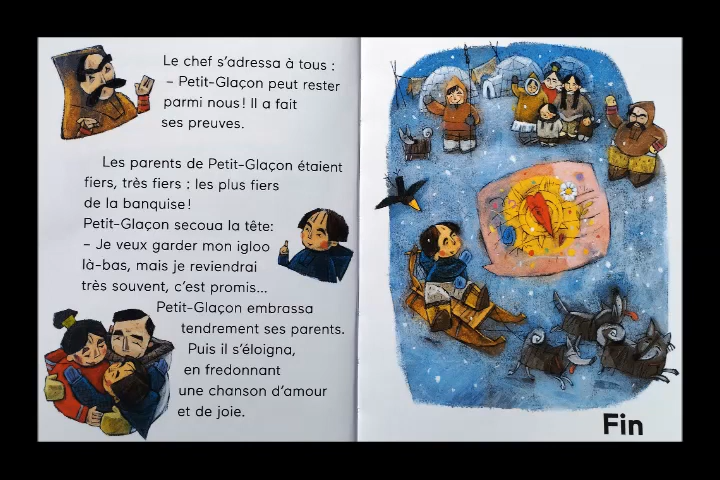 Le chef s'adressa à tous :
– Petit-Glaçon peut rester
parmi nous ! Il a fait
ses preuves.
Les parents de Petit-Glaçon étaient
fiers, très fiers : les plus fiers
de la banquise !
Petit-Glaçon secoua la tête:
– Je veux garder mon igloo
là-bas, mais je reviendrai
très souvent, c'est promis...
Petit-Glaçon embrassa
tendrement ses parents.
Puis il s'éloigna,
en fredonnant
une chanson d'amour
et de joie.
Fin